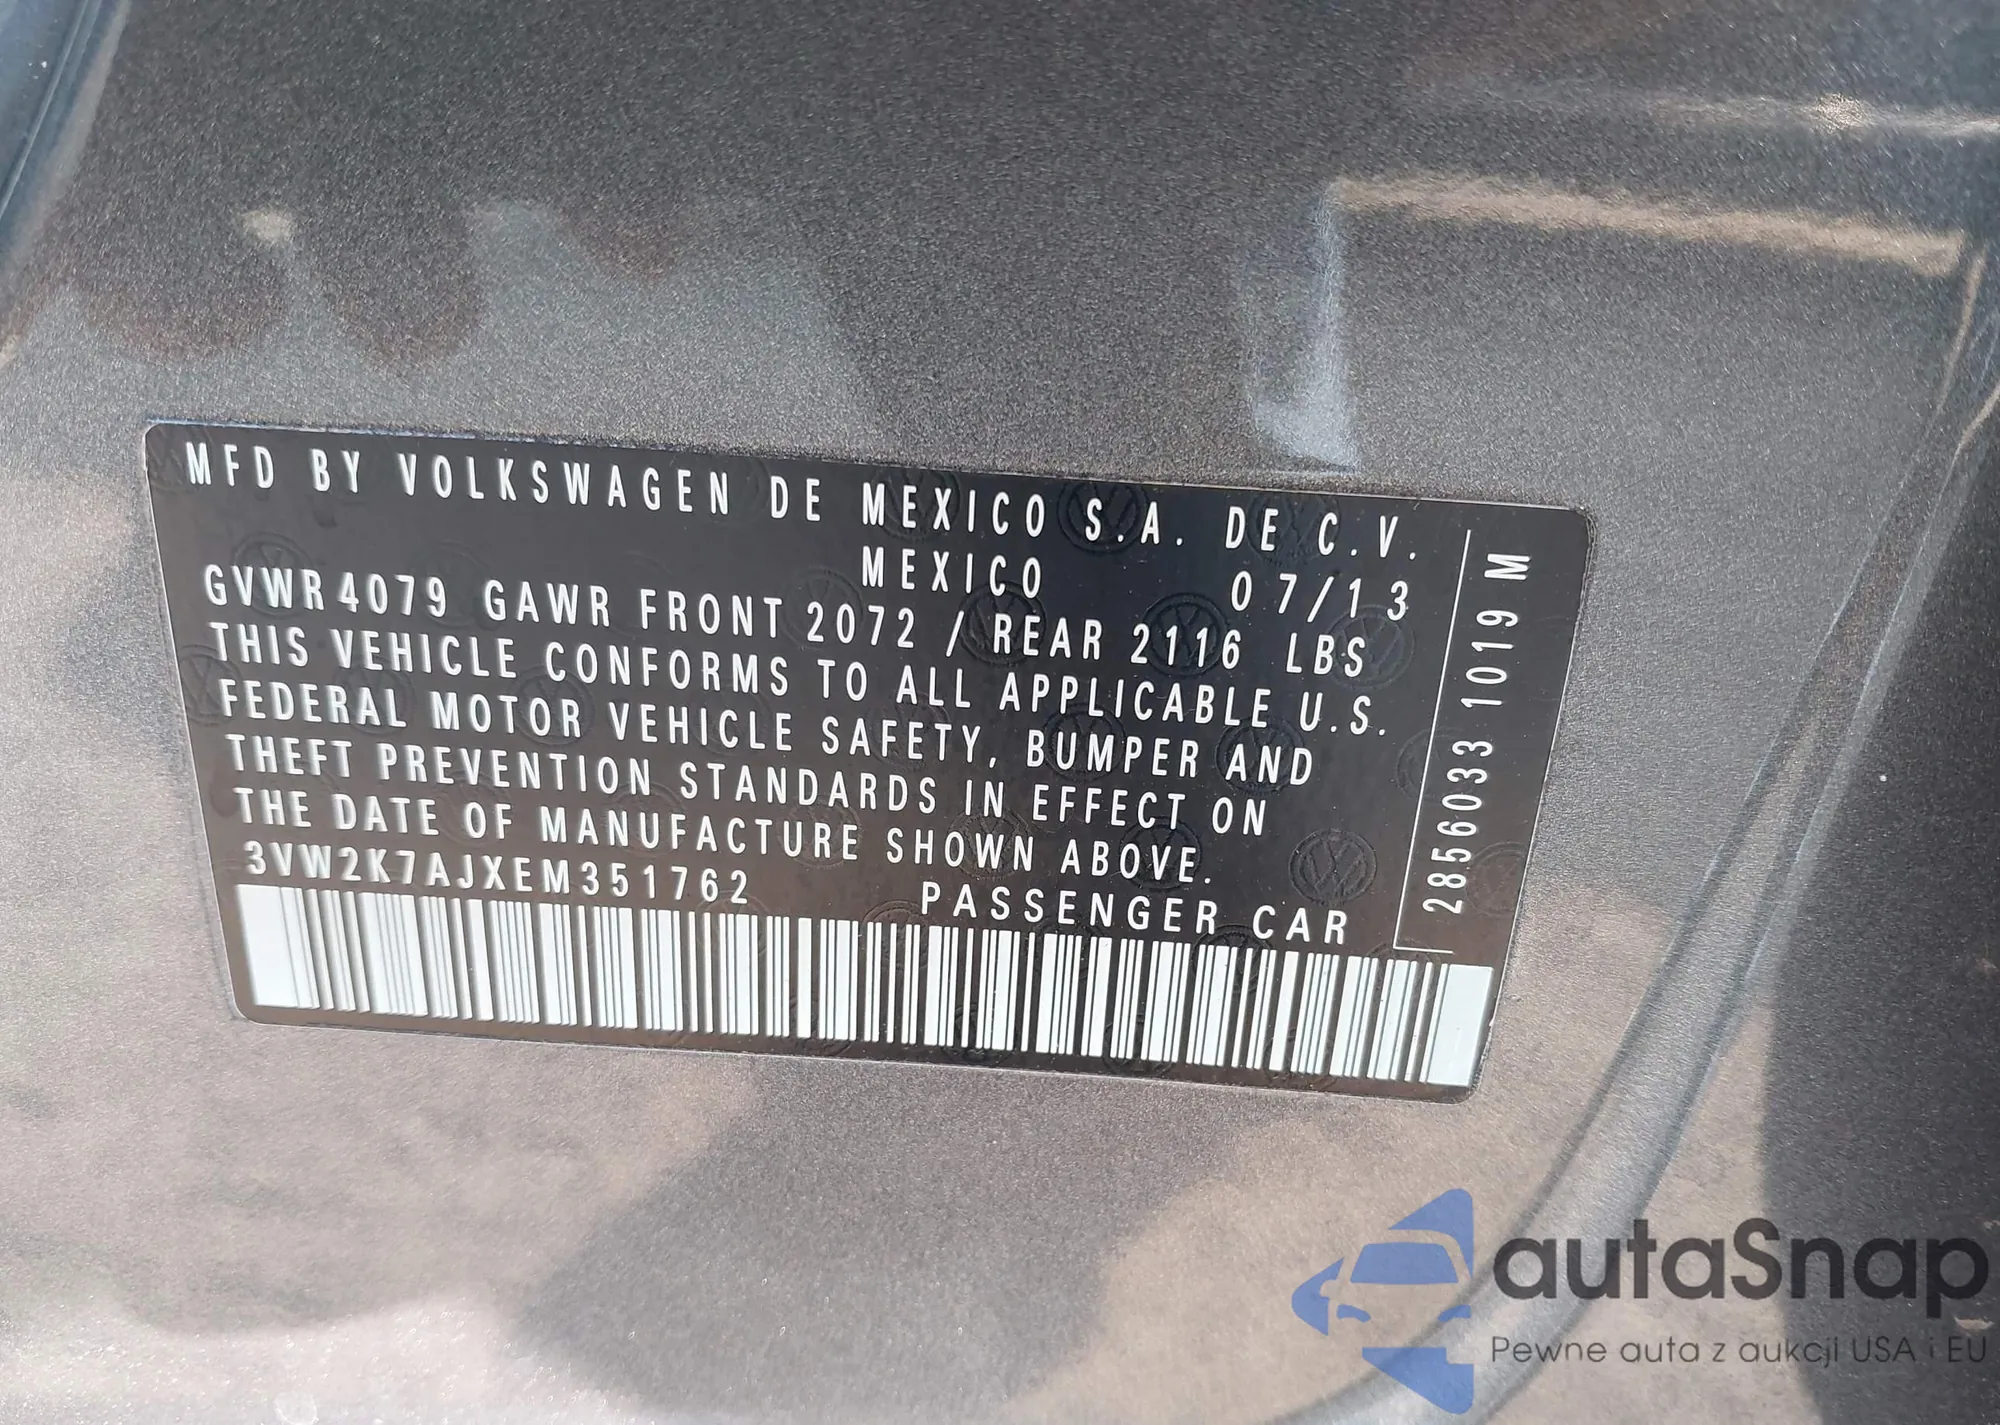 MFD BY VOLKSWAGEN DE MEXICO S.A. DE C.V.
MEXICO 07/13
GVWR 4079 GAWR FRONT 2072 / REAR 2116 LBS
THIS VEHICLE CONFORMS TO ALL APPLICABLE U.S.
FEDERAL MOTOR VEHICLE SAFETY, BUMPER AND
THEFT PREVENTION STANDARDS IN EFFECT ON
THE DATE OF MANUFACTURE SHOWN ABOVE.
3VW2K7AJXEM351762 PASSENGER CAR
2856033 1019 M
autaSnap
Pewne auta z aukcji USA i EU